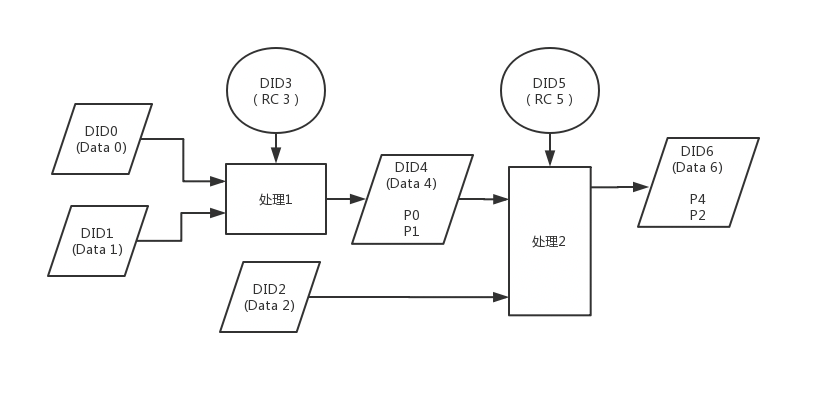 DID3
( RC 3 )
DID5
( RC 5 )
DID0
(Data 0)
DID4
(Data 4)
P0
P1
DID6
(Data 6)
P4
P2
处理1
DID1
(Data 1)
处理2
DID2
(Data 2)